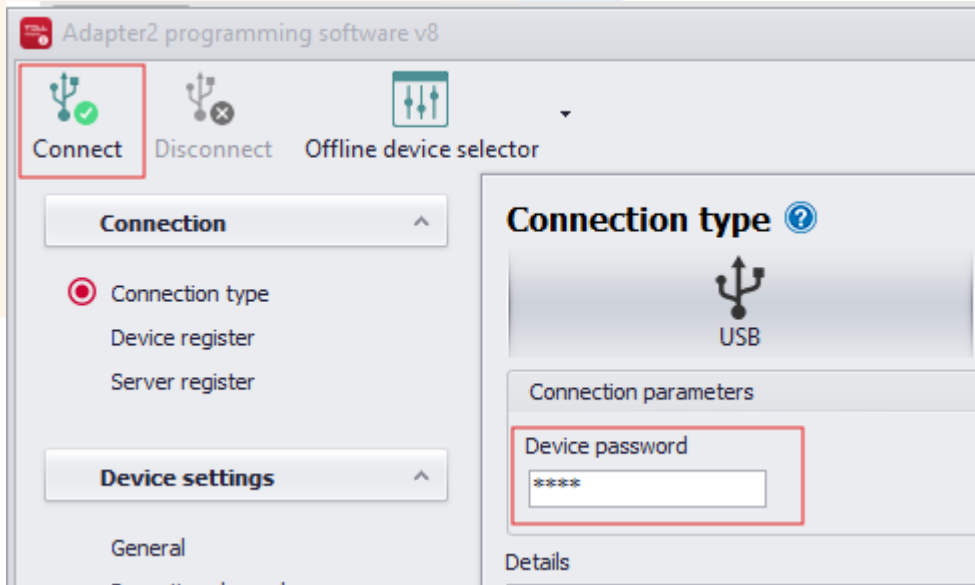 TELL
Adapter2 programming software v8
Connect
Disconnect
Offline device selector
Connection
Connection type
Device register
Server register
Device settings
General
Connection type
USB
Connection parameters
Device password
****
Details